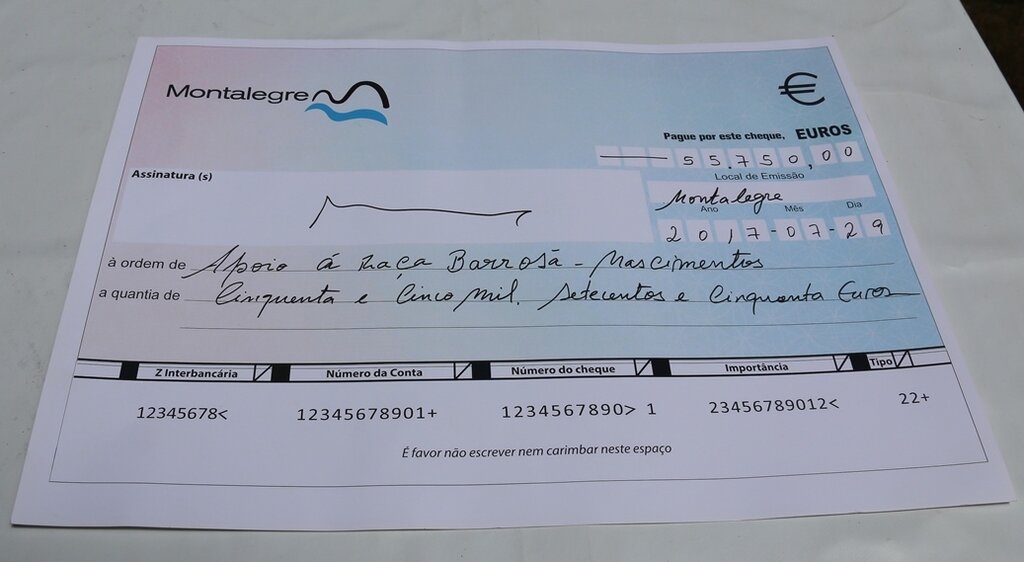 Montalegre
€
Pague por este cheque, EUROS
55.750,00
Local de Emissão
Assinatura (s)
Montalegre
Ano Mês Dia
2017-07-29
à ordem de Apoio á Raça Barrosã - Nascimentos
a quantia de Cinquenta e Cinco mil. Setecentos e Cinquenta Euros
Z Interbancária Número da Conta Número do cheque Importância Tipo
12345678< 12345678901+ 1234567890> 1 23456789012< 22+
É favor não escrever nem carimbar neste espaço